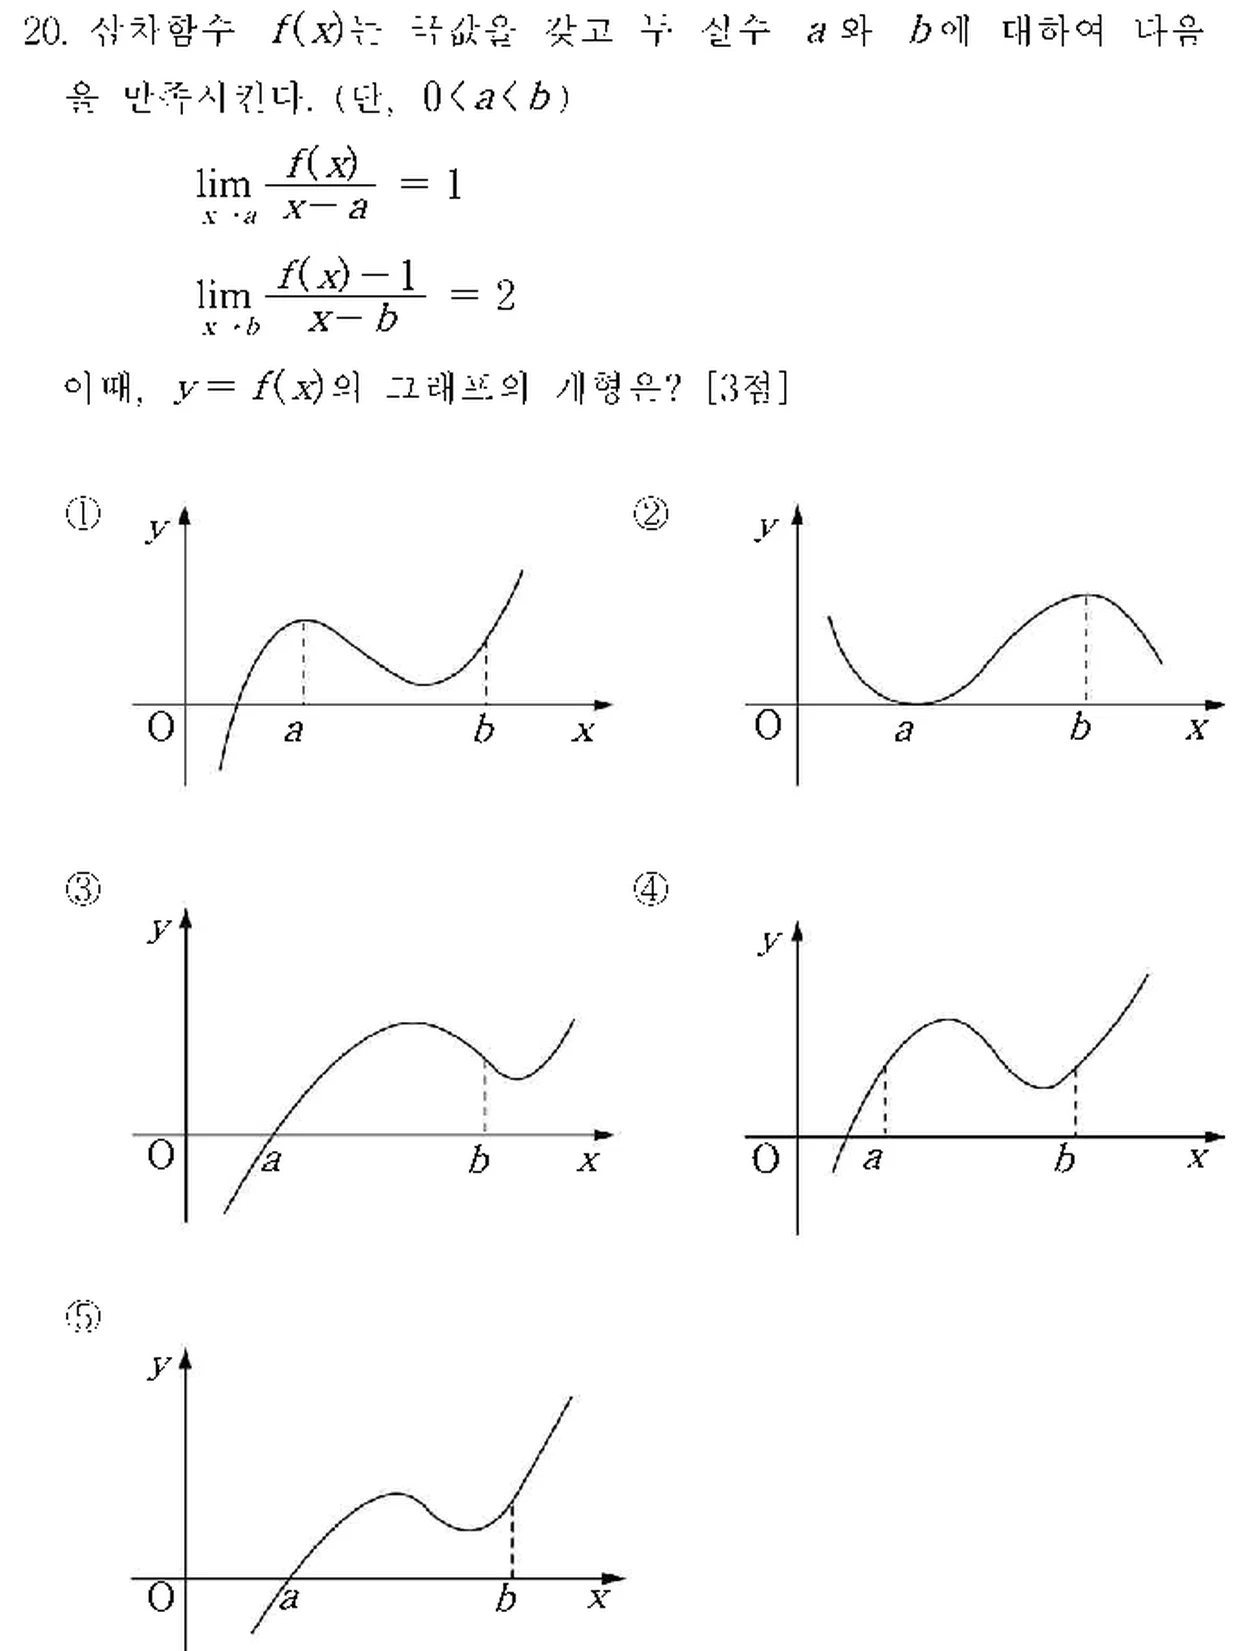 20. 삼차함수 f(x)는 극값을 갖고 두 실수 a와 b에 대하여 다음
을 만족시킨다. (단, 0<a<b)
lim x→a f(x)/(x-a) = 1
lim x→b (f(x)-1)/(x-b) = 2
이때, y=f(x)의 그래프의 개형은? [3점]
① ②
y y
O a b x O a b x
③ ④
y y
O a b x O a b x
⑤
y
O a b x